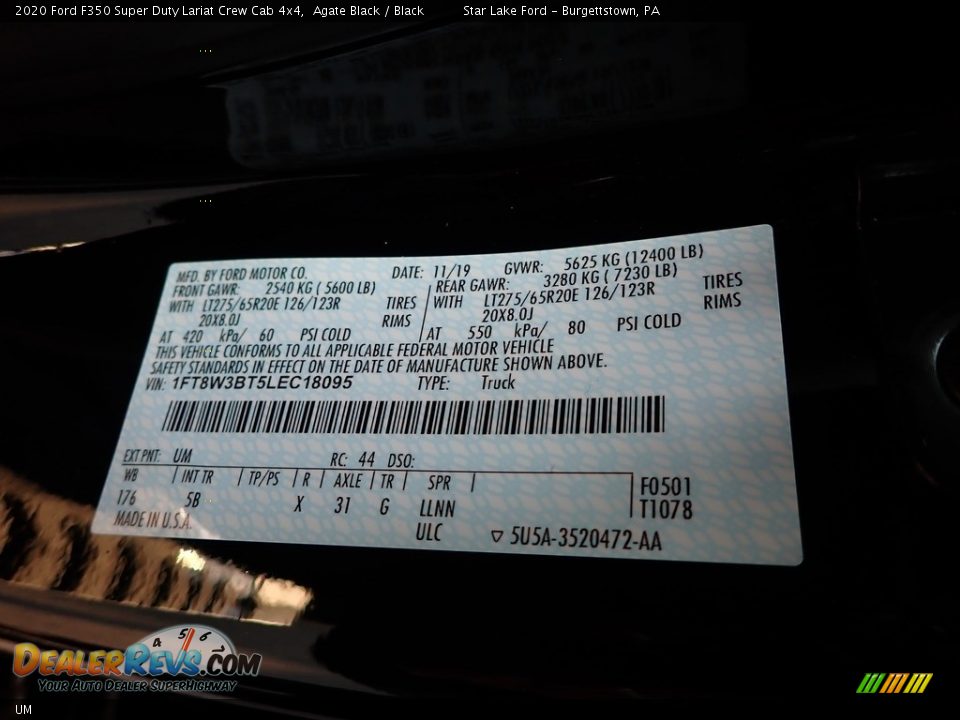 2020 Ford F350 Super Duty Lariat Crew Cab 4x4, Agate Black / Black Star Lake Ford - Burgettstown, PA
MFD. BY FORD MOTOR CO. DATE: 11/19 GVWR: 5625 KG (12400 LB)
FRONT GAWR: 2540 KG ( 5600 LB) REAR GAWR: 3280 KG ( 7230 LB)
WITH LT275/65R20E 126/123R TIRES WITH LT275/65R20E 126/123R TIRES
20X8.0J RIMS 20X8.0J RIMS
AT 420 kPa/ 60 PSI COLD AT 550 kPa/ 80 PSI COLD
THIS VEHICLE CONFORMS TO ALL APPLICABLE FEDERAL MOTOR VEHICLE
SAFETY STANDARDS IN EFFECT ON THE DATE OF MANUFACTURE SHOWN ABOVE.
VIN: 1FT8W3BT5LEC18095 TYPE: Truck
EXT PNT: UM RC: 44 DSO:
WB INT TR TP/PS R AXLE TR SPR F0501
176 5B X 31 G LLNN T1078
MADE IN U.S.A. ULC ▽ 5U5A-3520472-AA
4 5 6
DEALERREVS.COM
YOUR AUTO DEALER SUPERHIGHWAY
UM